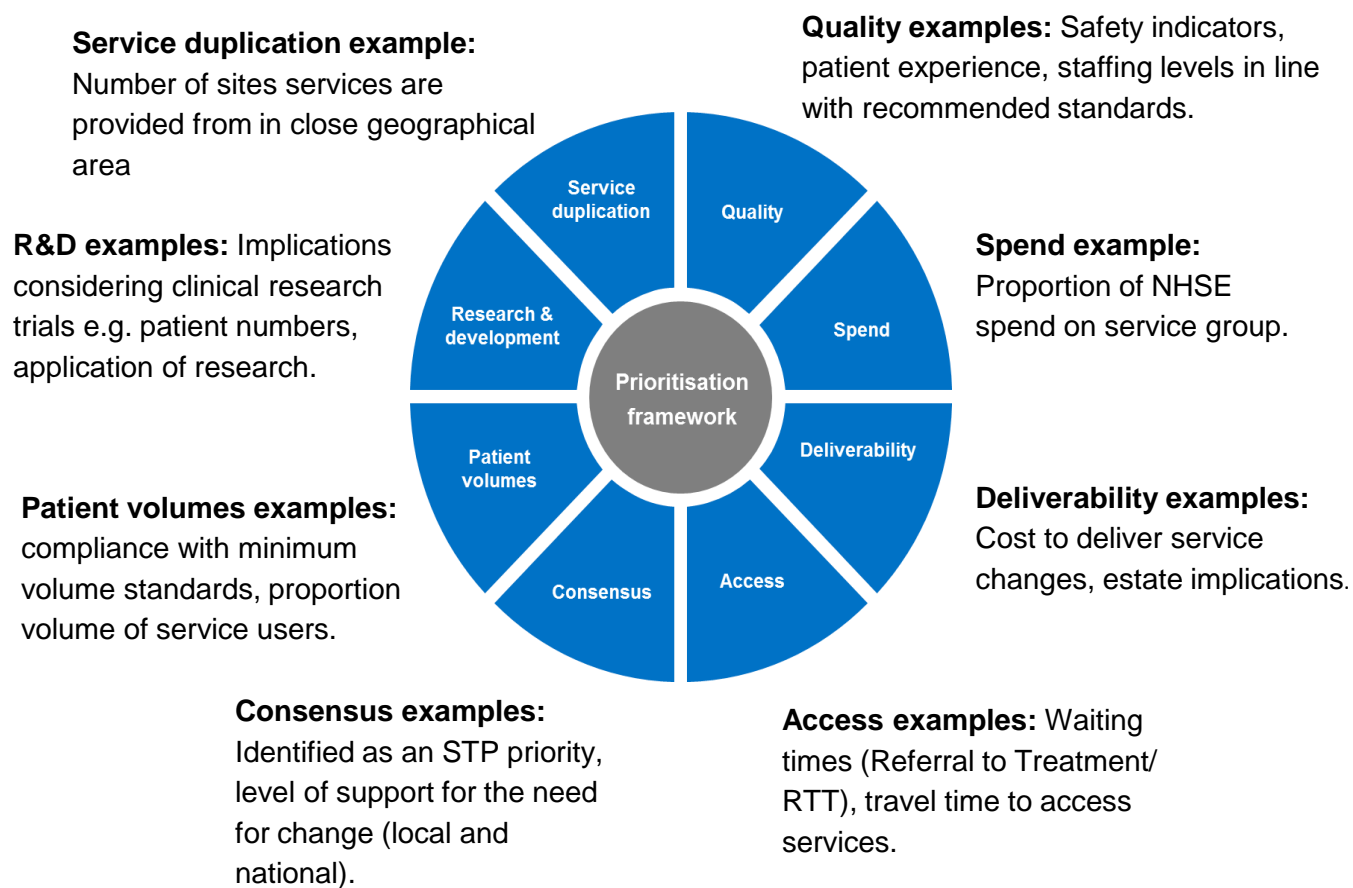 Service duplication example:
Number of sites services are
provided from in close geographical
area
Quality examples: Safety indicators,
patient experience, staffing levels in line
with recommended standards.
Service
duplication
Quality
R&D examples: Implications
considering clinical research
trials e.g. patient numbers,
application of research.
Research &
development
Spend
Spend example:
Proportion of NHSE
spend on service group.
Prioritisation
framework
Patient
volumes
Deliverability
Patient volumes examples:
compliance with minimum
volume standards, proportion
volume of service users.
Consensus
Access
Deliverability examples:
Cost to deliver service
changes, estate implications.
Consensus examples:
Identified as an STP priority,
level of support for the need
for change (local and
national).
Access examples: Waiting
times (Referral to Treatment/
RTT), travel time to access
services.